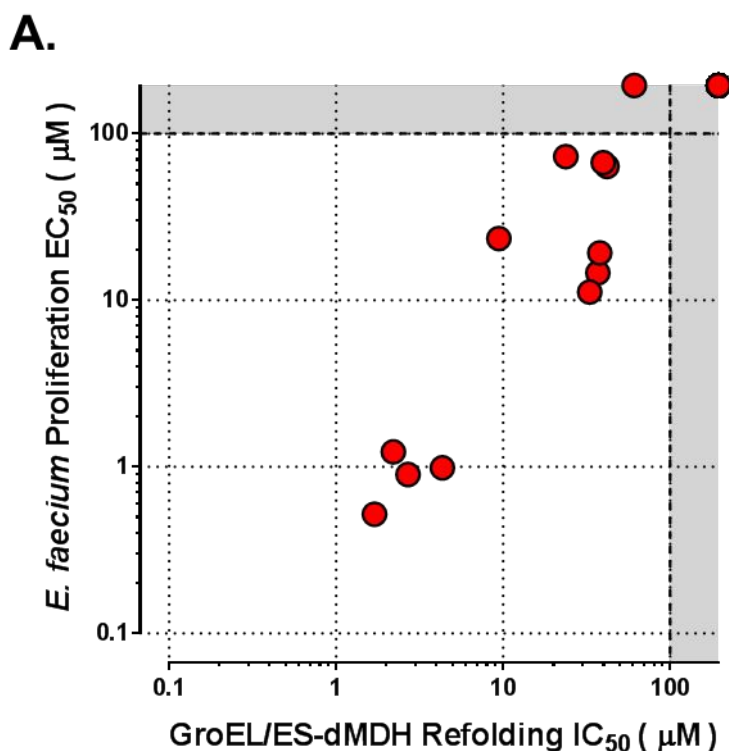 A.
E. faecium Proliferation EC50 ( μM )
100
10
1
0.1
0.1 1 10 100
GroEL/ES-dMDH Refolding IC50 ( μM )